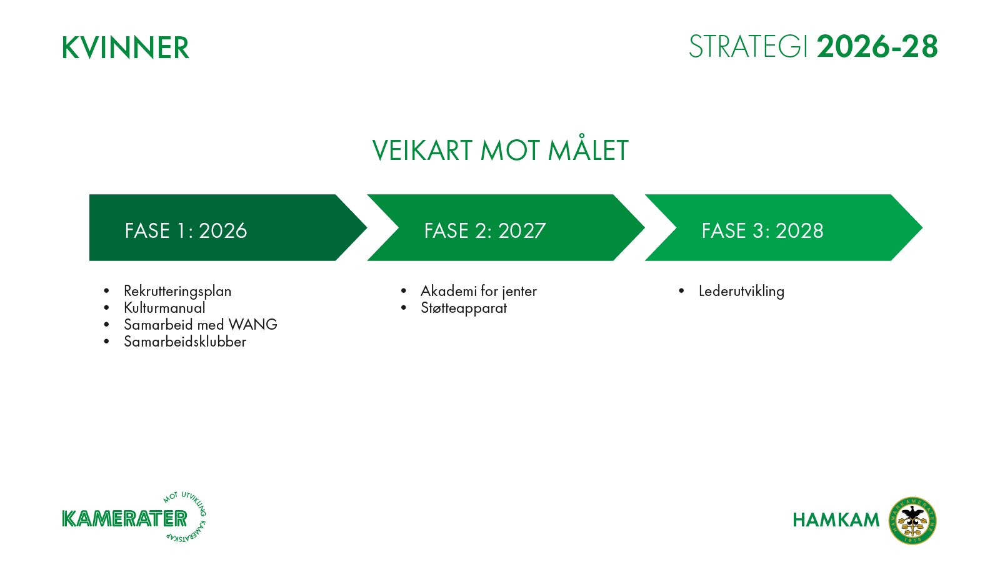 KVINNER
STRATEGI 2026-28
VEIKART MOT MÅLET
FASE 1: 2026
• Rekrutteringsplan
• Kulturmanual
• Samarbeid med WANG
• Samarbeidsklubber
FASE 2: 2027
• Akademi for jenter
• Støtteapparat
FASE 3: 2028
• Lederutvikling
KAMERATER
MOT UTVIKLING KAMERATSKAP
HAMKAM
HAMARKAMERATENE
1918